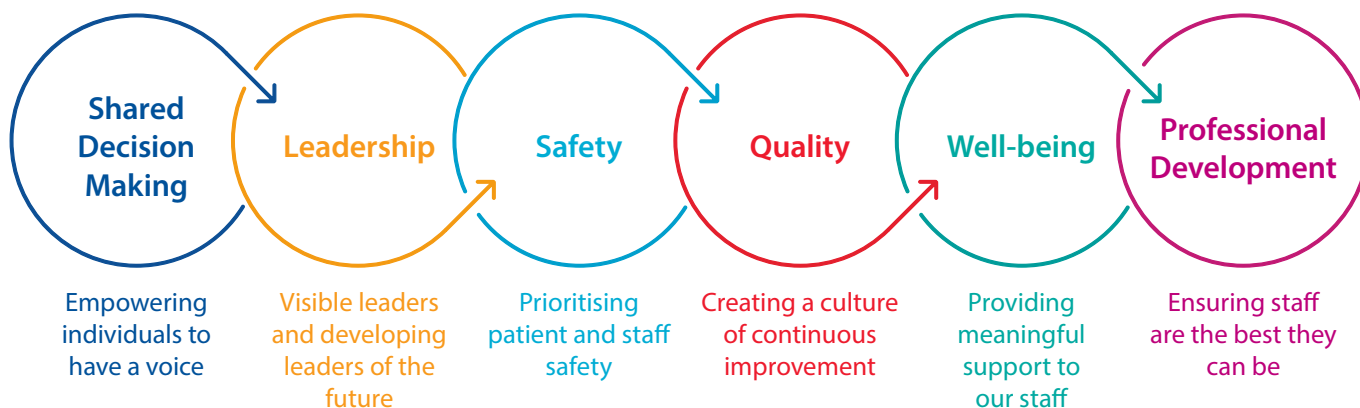 Shared
Decision
Making
Leadership
Safety
Quality
Well-being
Professional
Development
Empowering
individuals to
have a voice
Visible leaders
and developing
leaders of the
future
Prioritising
patient and staff
safety
Creating a culture
of continuous
improvement
Providing
meaningful
support to
our staff
Ensuring staff
are the best they
can be